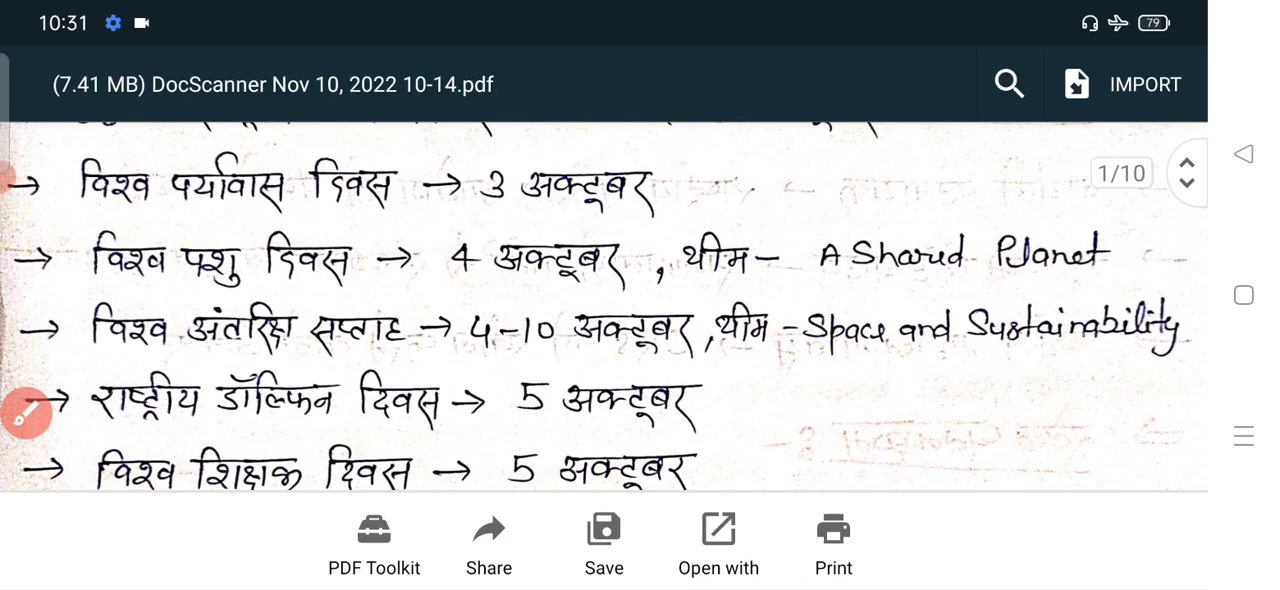 10:31 79
(7.41 MB) DocScanner Nov 10, 2022 10-14.pdf IMPORT
1/10
→ विश्व पर्यावास दिवस → 3 अक्टूबर
→ विश्व पशु दिवस → 4 अक्टूबर, थीम - A Shared Planet
→ विश्व अंतरिक्ष सप्ताह → 4-10 अक्टूबर, थीम - Space and Sustainability
→ राष्ट्रीय डॉल्फिन दिवस → 5 अक्टूबर
→ विश्व शिक्षक दिवस → 5 अक्टूबर
PDF Toolkit Share Save Open with Print